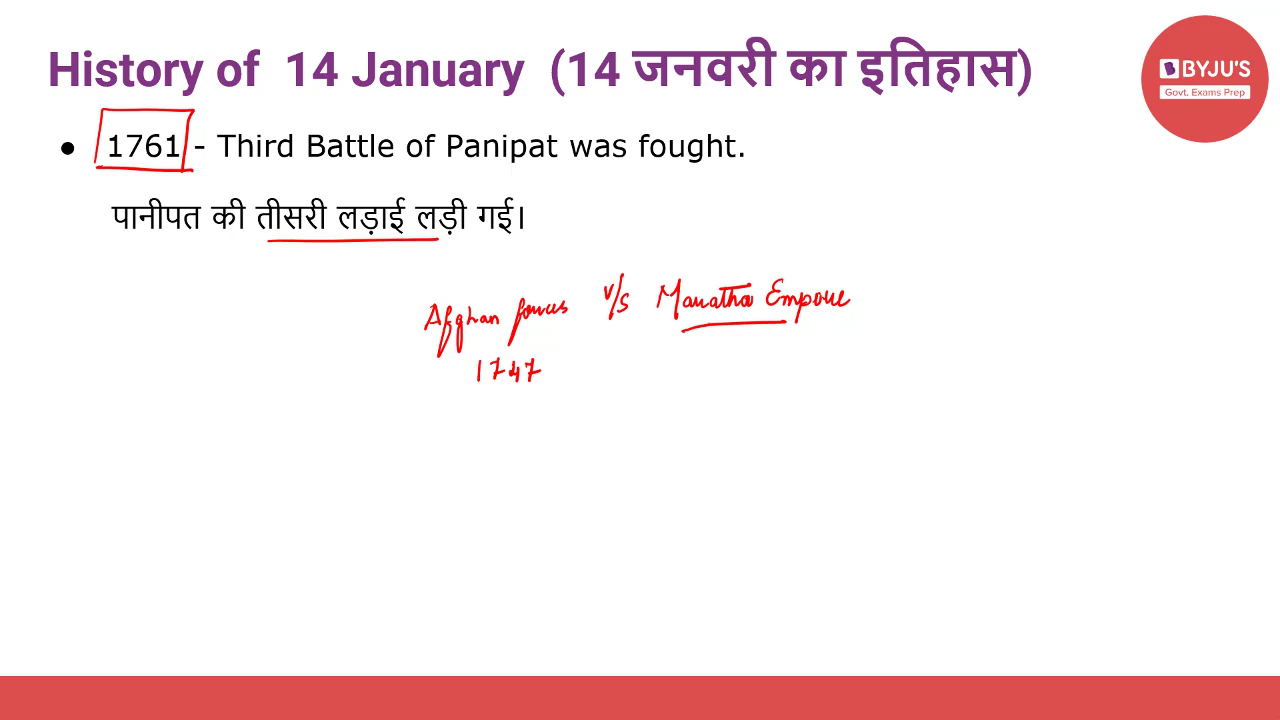 History of 14 January (14 जनवरी का इतिहास)
BYJU'S
Govt. Exams Prep
● 1761 - Third Battle of Panipat was fought.
पानीपत की तीसरी लड़ाई लड़ी गई।
Afghan forces v/s Maratha Empire
1747